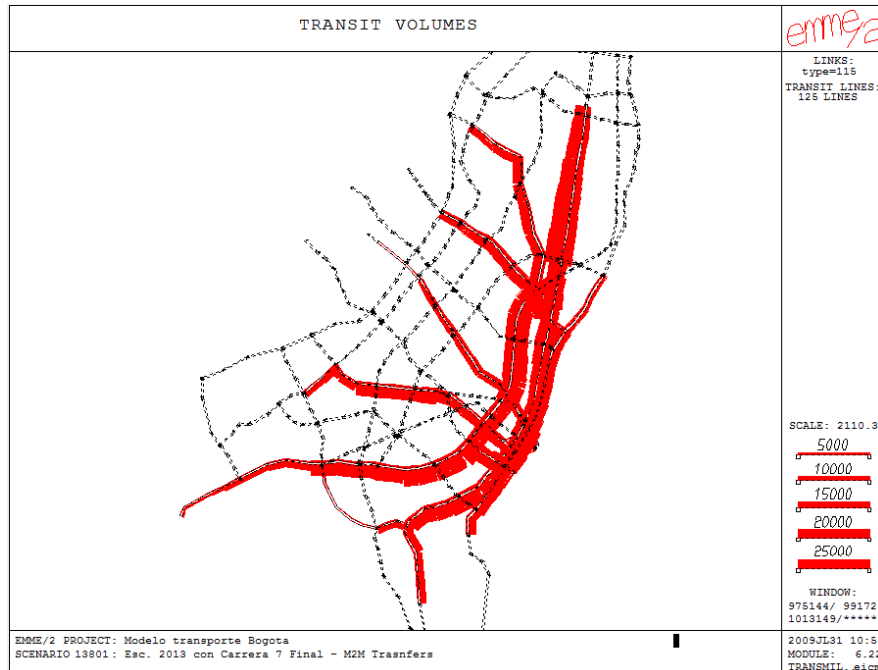 TRANSIT VOLUMES
emme/2
LINKS:
type=115
TRANSIT LINES:
125 LINES
SCALE: 2110.3
5000
10000
15000
20000
25000
WINDOW:
975144/ 99172
1013149/*****
EMME/2 PROJECT: Modelo transporte Bogota
SCENARIO 13801: Esc. 2013 con Carrera 7 Final - M2M Trasnfers
2009JL31 10:5
MODULE: 6.22
TRANSMIL.eicm